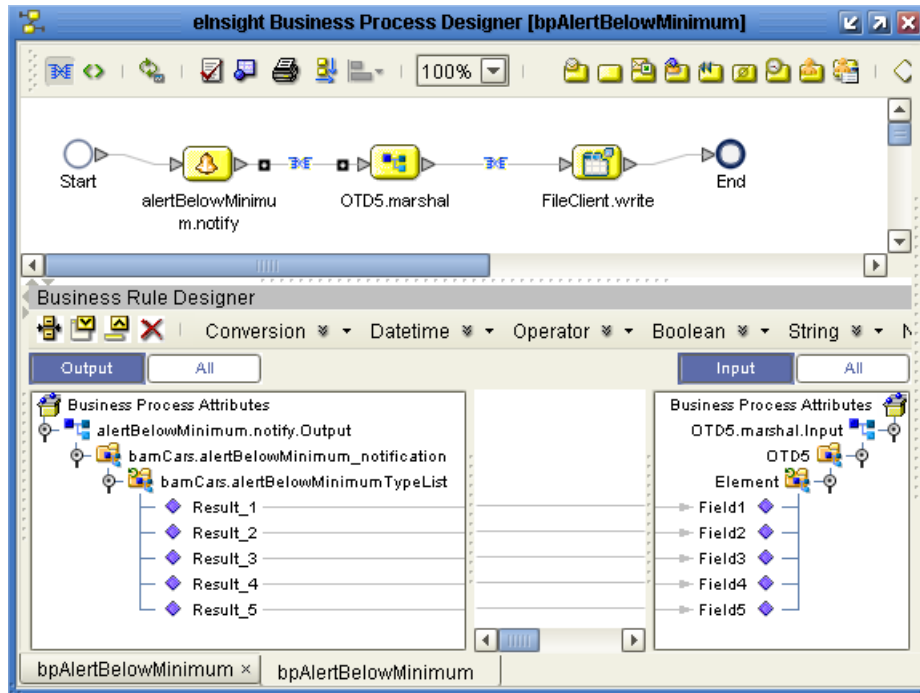 eInsight Business Process Designer [bpAlertBelowMinimum]
100%
Start
alertBelowMinimu
m.notify
OTD5.marshal
FileClient.write
End
Business Rule Designer
Conversion Datetime Operator Boolean String N
Output All Input All
Business Process Attributes
alertBelowMinimum.notify.Output
bamCars.alertBelowMinimum_notification
bamCars.alertBelowMinimumTypeList
Result_1
Result_2
Result_3
Result_4
Result_5
Business Process Attributes
OTD5.marshal.Input
OTD5
Element
Field1
Field2
Field3
Field4
Field5
bpAlertBelowMinimum × bpAlertBelowMinimum